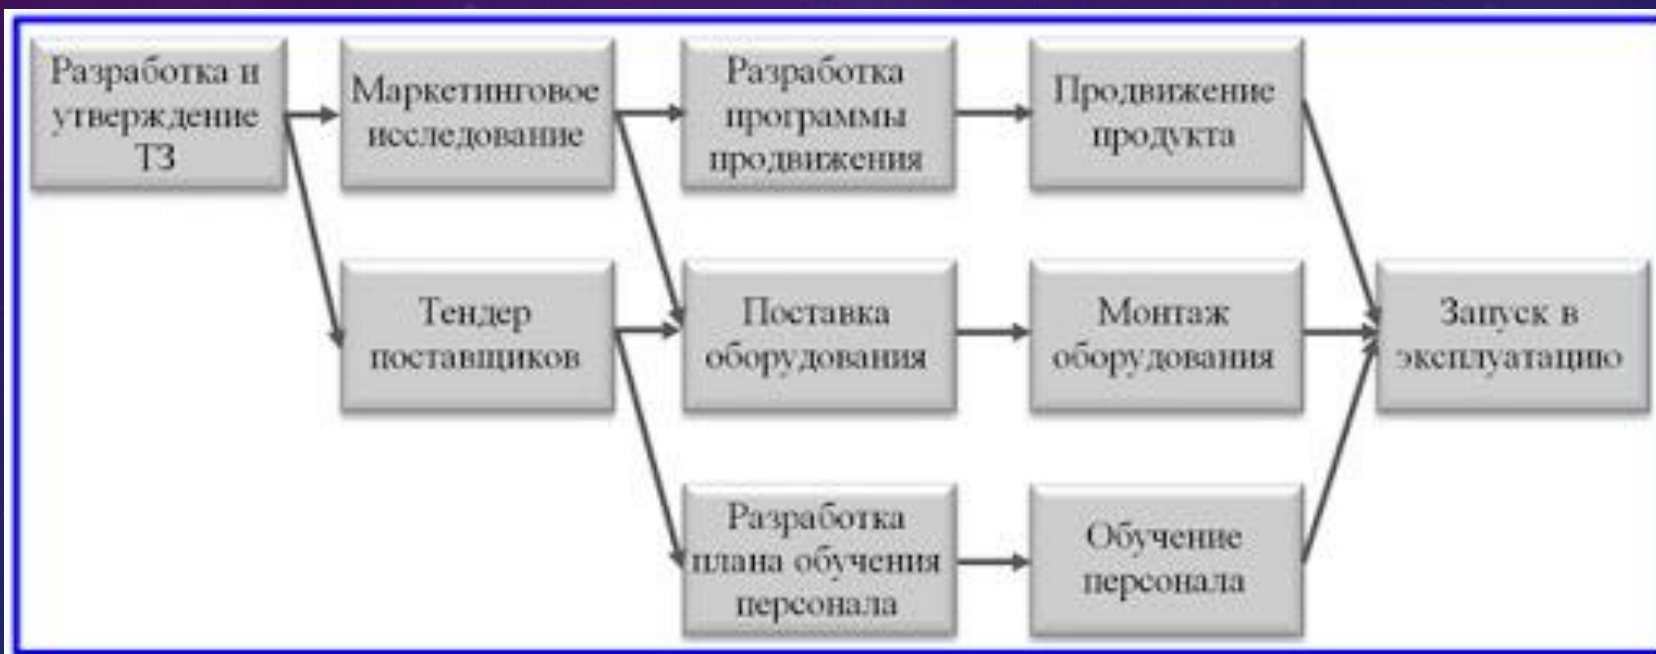 Разработка и
утверждение
ТЗ
Маркетинговое
исследование
Разработка
программы
продвижения
Продвижение
продукта
Тендер
поставщиков
Поставка
оборудования
Монтаж
оборудования
Запуск в
эксплуатацию
Разработка
плана обучения
персонала
Обучение
персонала